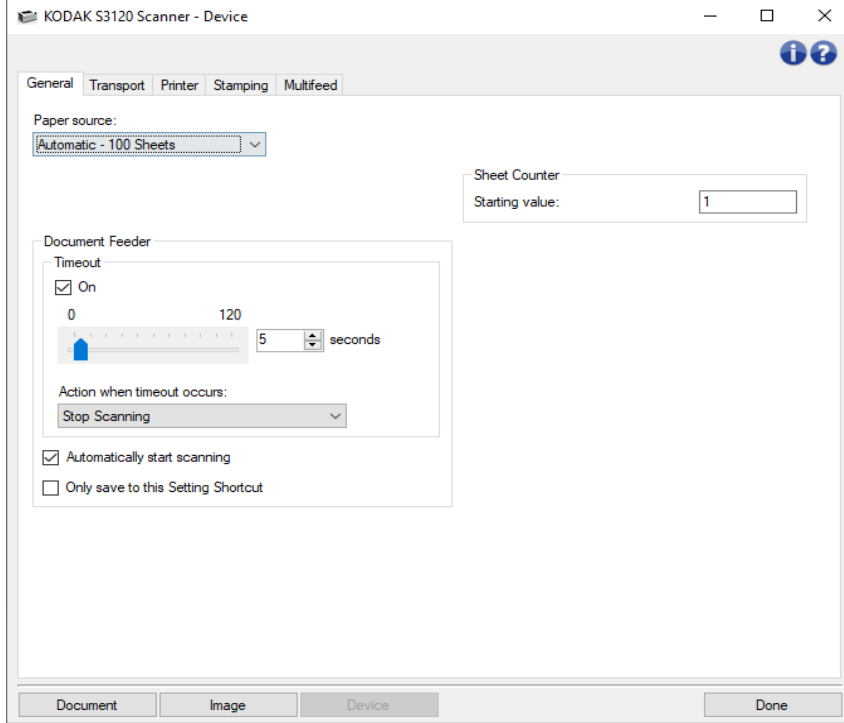 KODAK S3120 Scanner - Device
General Transport Printer Stamping Multifeed
Paper source:
Automatic - 100 Sheets
Sheet Counter
Starting value: 1
Document Feeder
Timeout
On
0 120
5 seconds
Action when timeout occurs:
Stop Scanning
Automatically start scanning
Only save to this Setting Shortcut
Document Image Device Done